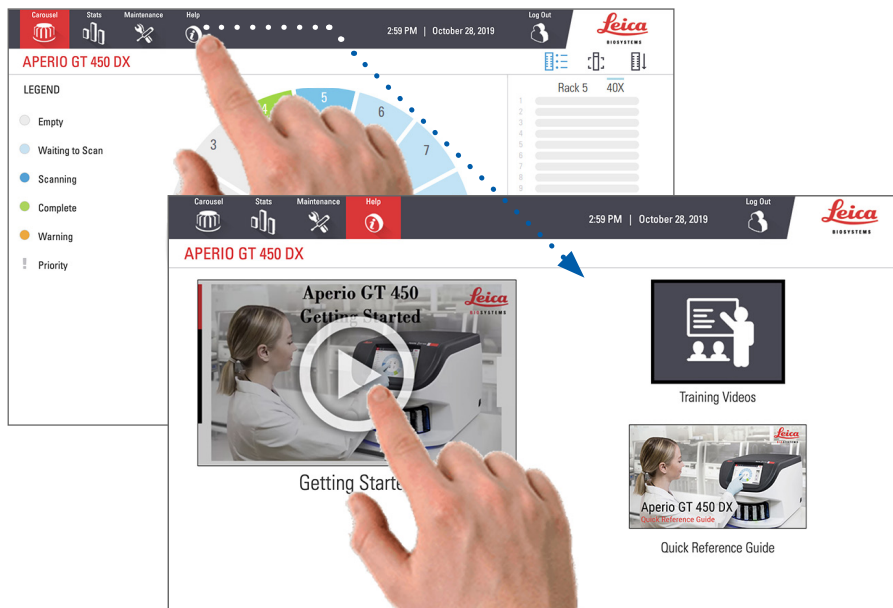 Carousel Stats Maintenance Help
2:59 PM | October 28, 2019
Log Out
Leica
BIOSYSTEMS
APERIO GT 450 DX
LEGEND
Empty
Waiting to Scan
Scanning
Complete
Warning
Priority
3
4
5
6
7
Rack 5 40X
1
2
3
4
5
6
7
8
9
Carousel Stats Maintenance Help
2:59 PM | October 28, 2019
Log Out
Leica
BIOSYSTEMS
APERIO GT 450 DX
Aperio GT 450
Getting Started
Leica
BIOSYSTEMS
Getting Starte
Training Videos
Leica
Aperio GT 450 DX
Quick Reference Guide
Quick Reference Guide